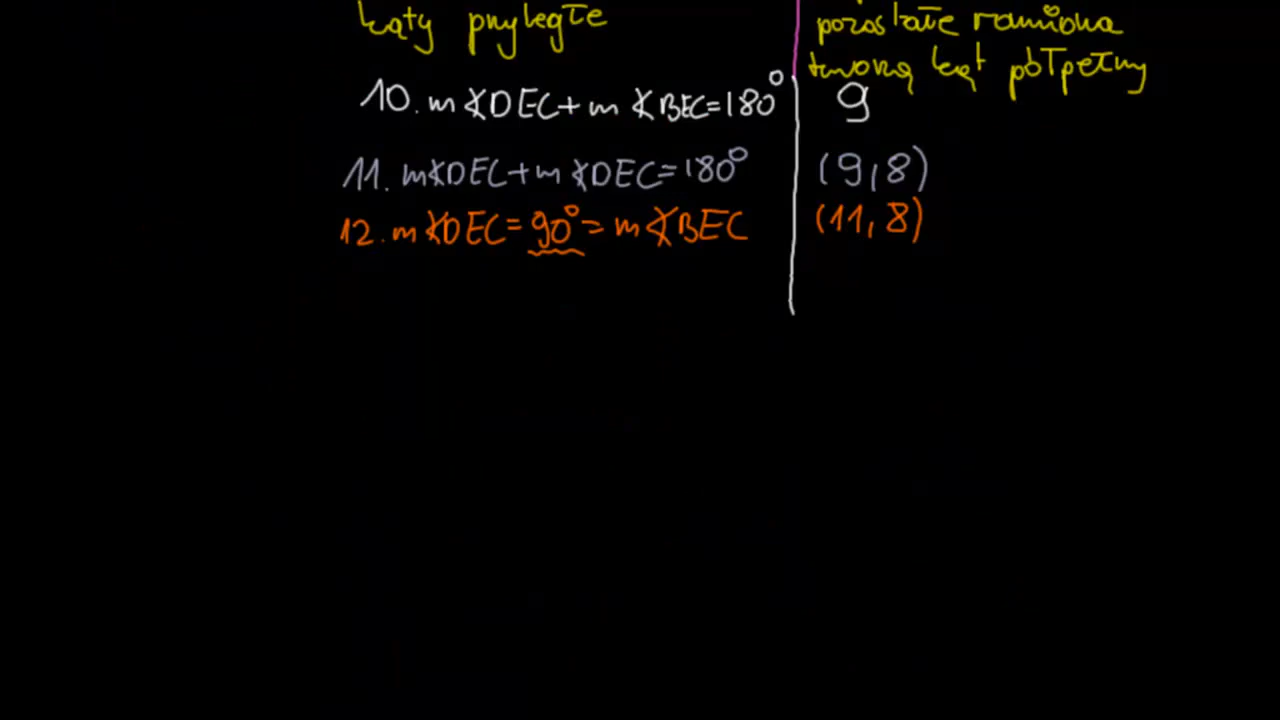 kąty przyległe
pozostałe ramiona
tworzą kąt półpełny
10. m∢DEC+m∢BEC=180° 9
11. m∢DEC+m∢DEC=180° (9,8)
12. m∢DEC=90°=m∢BEC (11,8)